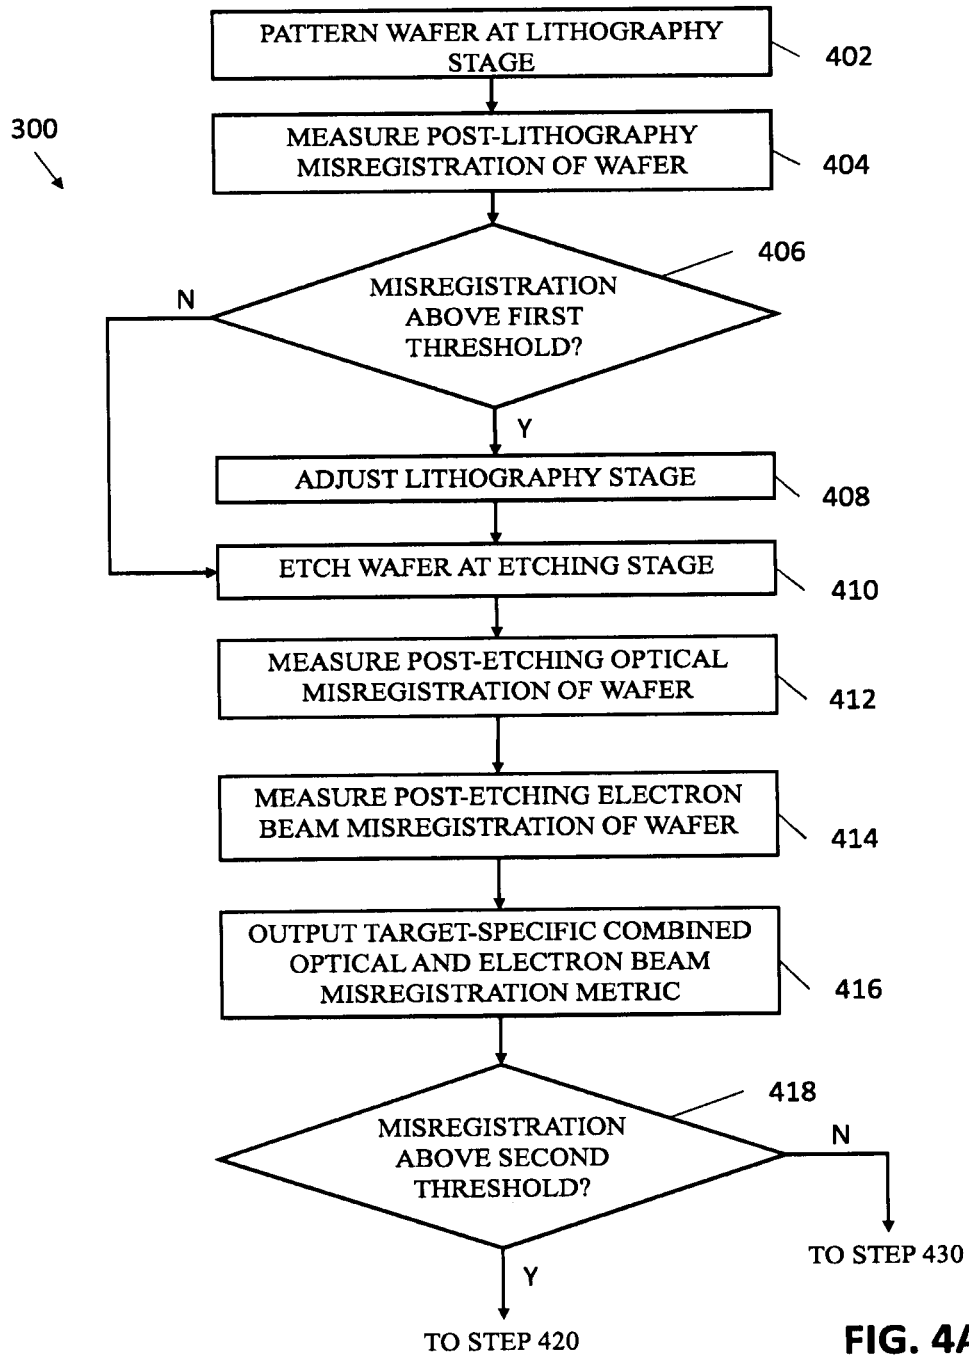 PATTERN WAFER AT LITHOGRAPHY
STAGE
402
300
MEASURE POST-LITHOGRAPHY
MISREGISTRATION OF WAFER
404
406
MISREGISTRATION
ABOVE FIRST
THRESHOLD?
N
Y
ADJUST LITHOGRAPHY STAGE
408
ETCH WAFER AT ETCHING STAGE
410
MEASURE POST-ETCHING OPTICAL
MISREGISTRATION OF WAFER
412
MEASURE POST-ETCHING ELECTRON
BEAM MISREGISTRATION OF WAFER
414
OUTPUT TARGET-SPECIFIC COMBINED
OPTICAL AND ELECTRON BEAM
MISREGISTRATION METRIC
416
418
MISREGISTRATION
ABOVE SECOND
THRESHOLD?
N
TO STEP 430
Y
TO STEP 420
FIG. 4A